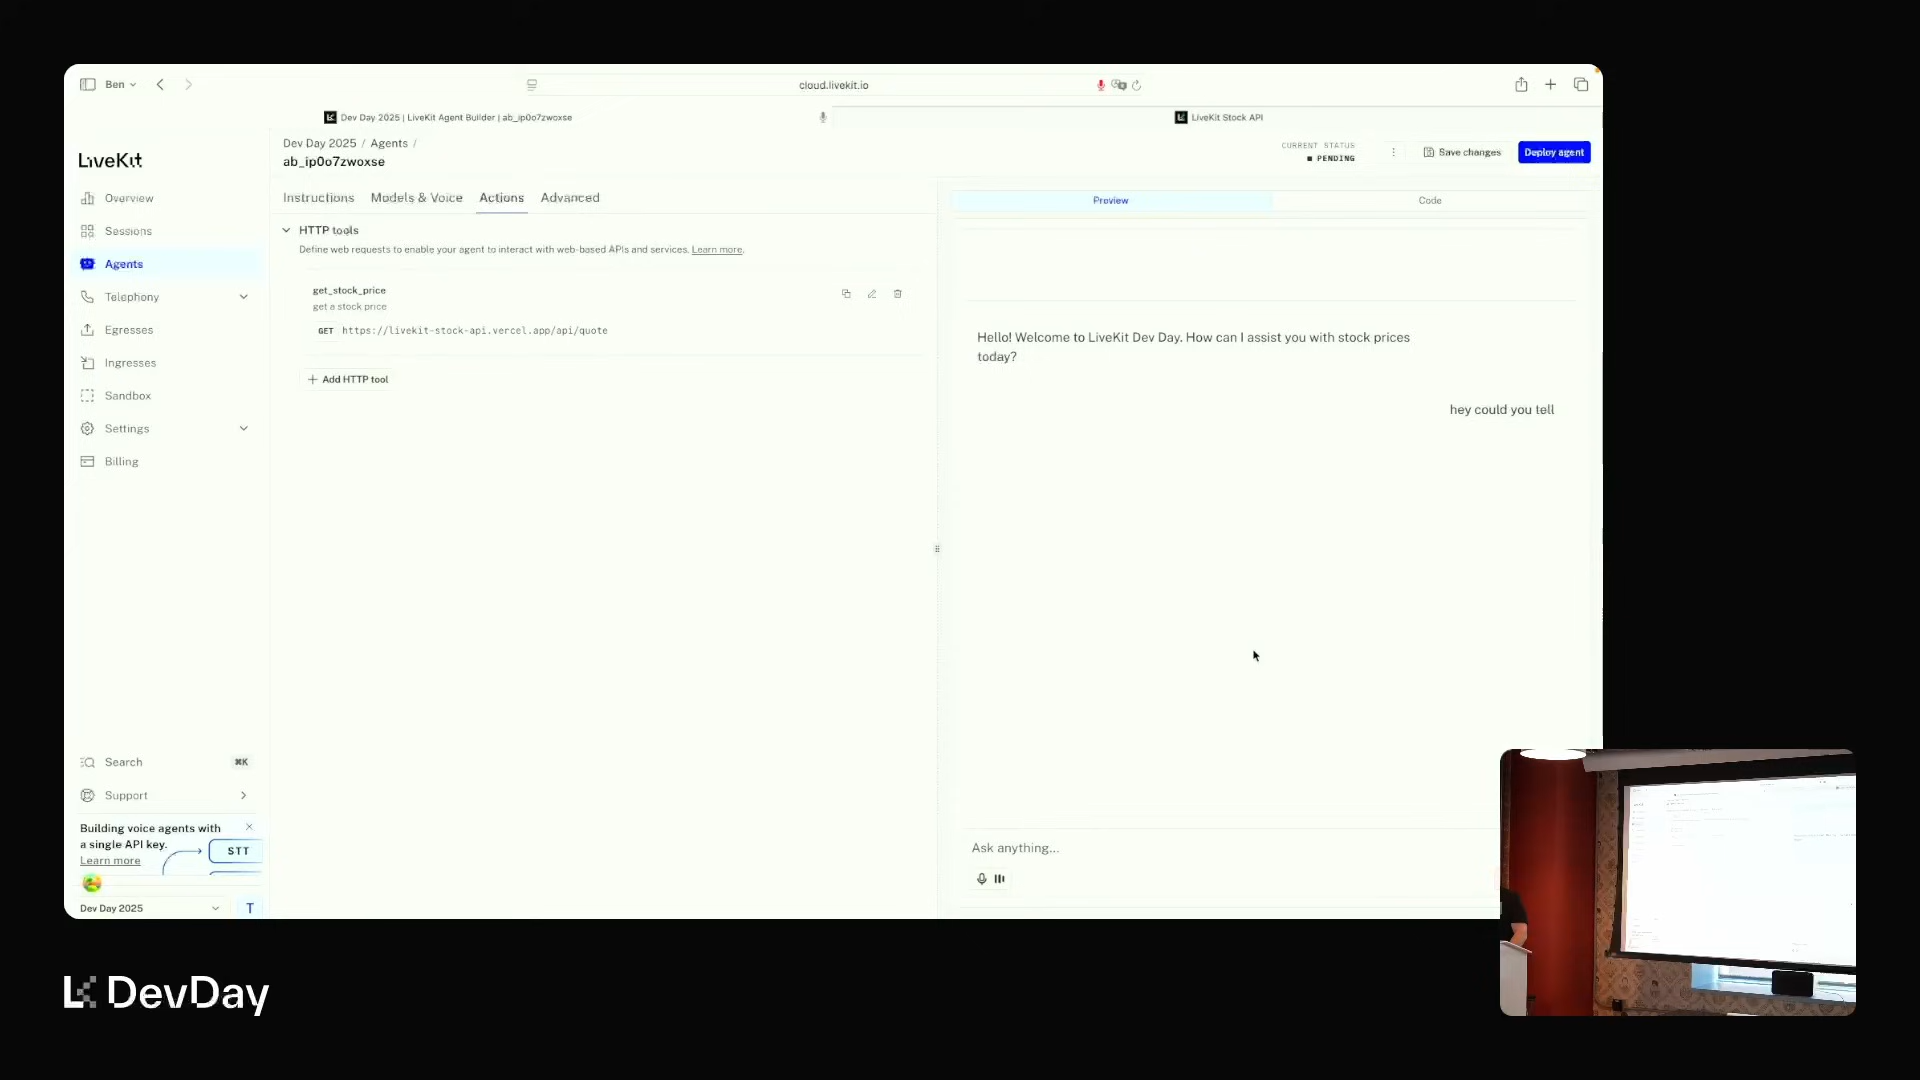 Ben
cloud.livekit.io
Dev Day 2025 | LiveKit Agent Builder | ab_ip0o7zwoxse
LiveKit Stock API
LiveKit
Overview
Sessions
Agents
Telephony
Egresses
Ingresses
Sandbox
Settings
Billing
Search
⌘K
Support
Building voice agents with
a single API key.
Learn more
STT
Dev Day 2025
T
Dev Day 2025 / Agents /
ab_ip0o7zwoxse
CURRENT STATUS
PENDING
Save changes
Deploy agent
Instructions
Models & Voice
Actions
Advanced
HTTP tools
Define web requests to enable your agent to interact with web-based APIs and services. Learn more.
get_stock_price
get a stock price
GET https://livekit-stock-api.vercel.app/api/quote
+ Add HTTP tool
Preview
Code
Hello! Welcome to LiveKit Dev Day. How can I assist you with stock prices
today?
hey could you tell
Ask anything...
DevDay